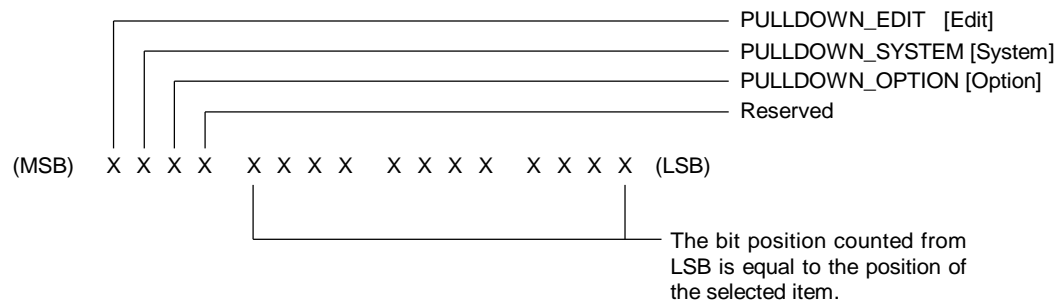 PULLDOWN_EDIT [Edit]
PULLDOWN_SYSTEM [System]
PULLDOWN_OPTION [Option]
Reserved
(MSB) X X X X X X X X X X X X X X X X (LSB)
The bit position counted from
LSB is equal to the position of
the selected item.